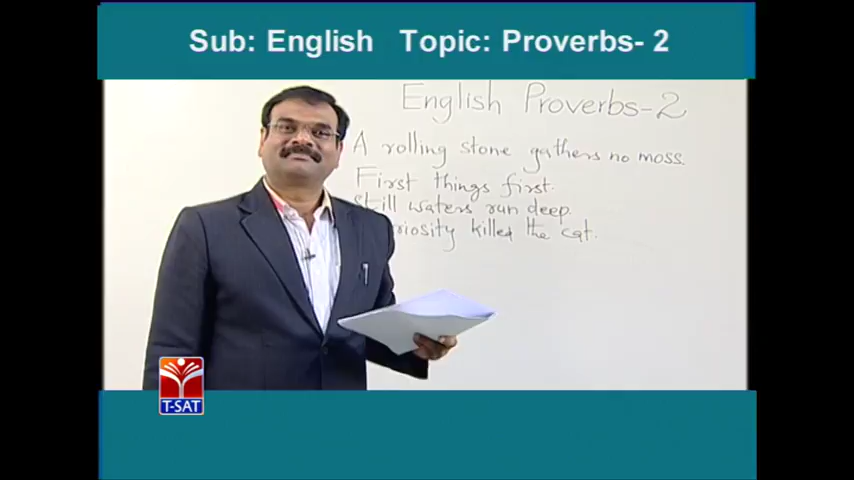 Sub: English Topic: Proverbs- 2
English Proverbs-2
A rolling stone gathers no moss.
First things first.
Still waters run deep.
riosity killed the cat.
T-SAT